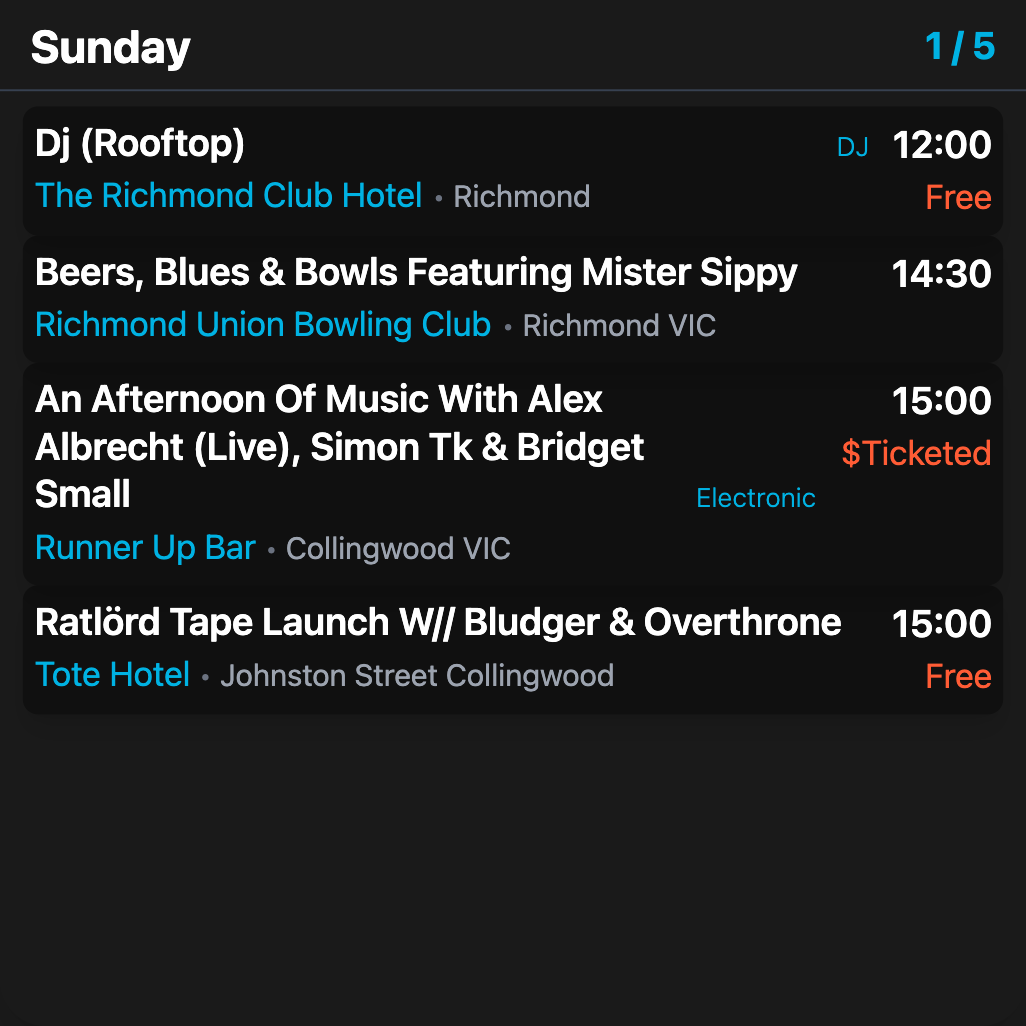 Sunday 1 / 5
Dj (Rooftop) DJ 12:00
The Richmond Club Hotel • Richmond Free
Beers, Blues & Bowls Featuring Mister Sippy 14:30
Richmond Union Bowling Club • Richmond VIC
An Afternoon Of Music With Alex 15:00
Albrecht (Live), Simon Tk & Bridget $Ticketed
Small Electronic
Runner Up Bar • Collingwood VIC
Ratlörd Tape Launch W// Bludger & Overthrone 15:00
Tote Hotel • Johnston Street Collingwood Free